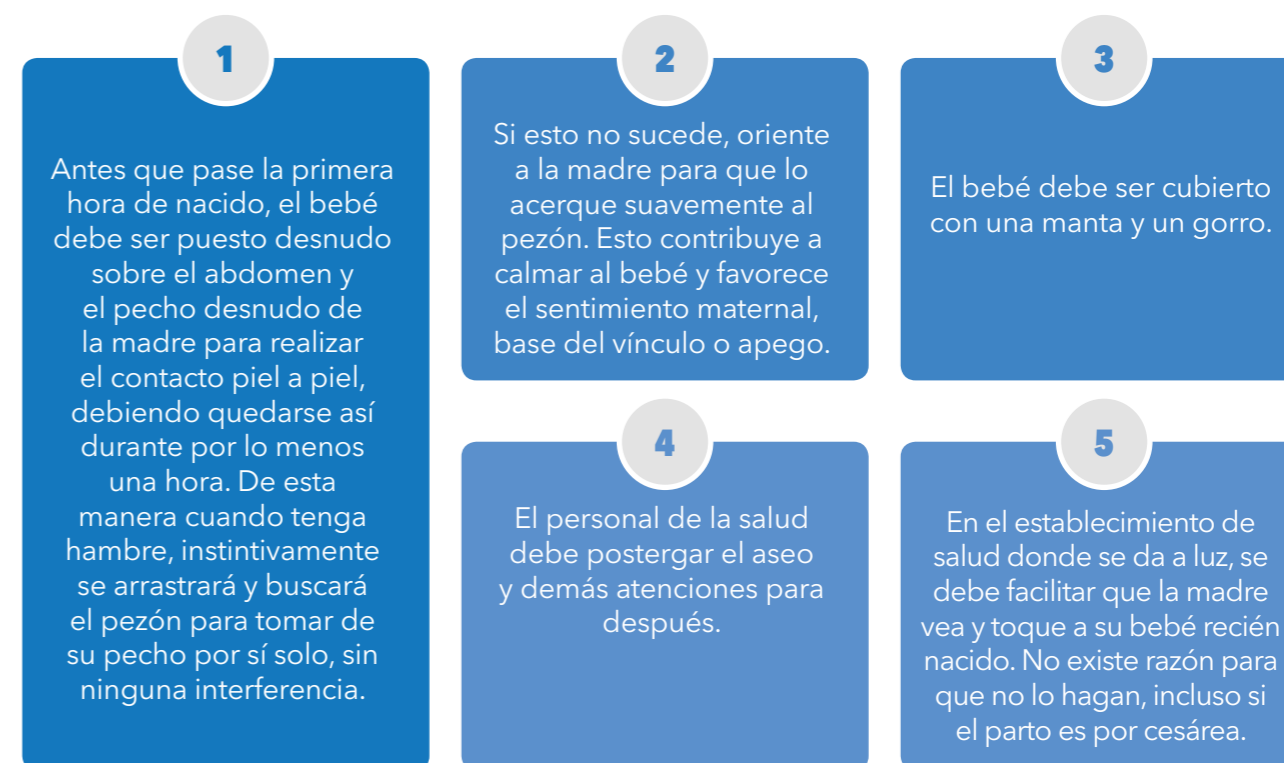 1
Antes que pase la primera
hora de nacido, el bebé
debe ser puesto desnudo
sobre el abdomen y
el pecho desnudo de
la madre para realizar
el contacto piel a piel,
debiendo quedarse así
durante por lo menos
una hora. De esta
manera cuando tenga
hambre, instintivamente
se arrastrará y buscará
el pezón para tomar de
su pecho por sí solo, sin
ninguna interferencia.
2
Si esto no sucede, oriente
a la madre para que lo
acerque suavemente al
pezón. Esto contribuye a
calmar al bebé y favorece
el sentimiento maternal,
base del vínculo o apego.
3
El bebé debe ser cubierto
con una manta y un gorro.
4
El personal de la salud
debe postergar el aseo
y demás atenciones para
después.
5
En el establecimiento de
salud donde se da a luz, se
debe facilitar que la madre
vea y toque a su bebé recién
nacido. No existe razón para
que no lo hagan, incluso si
el parto es por cesárea.